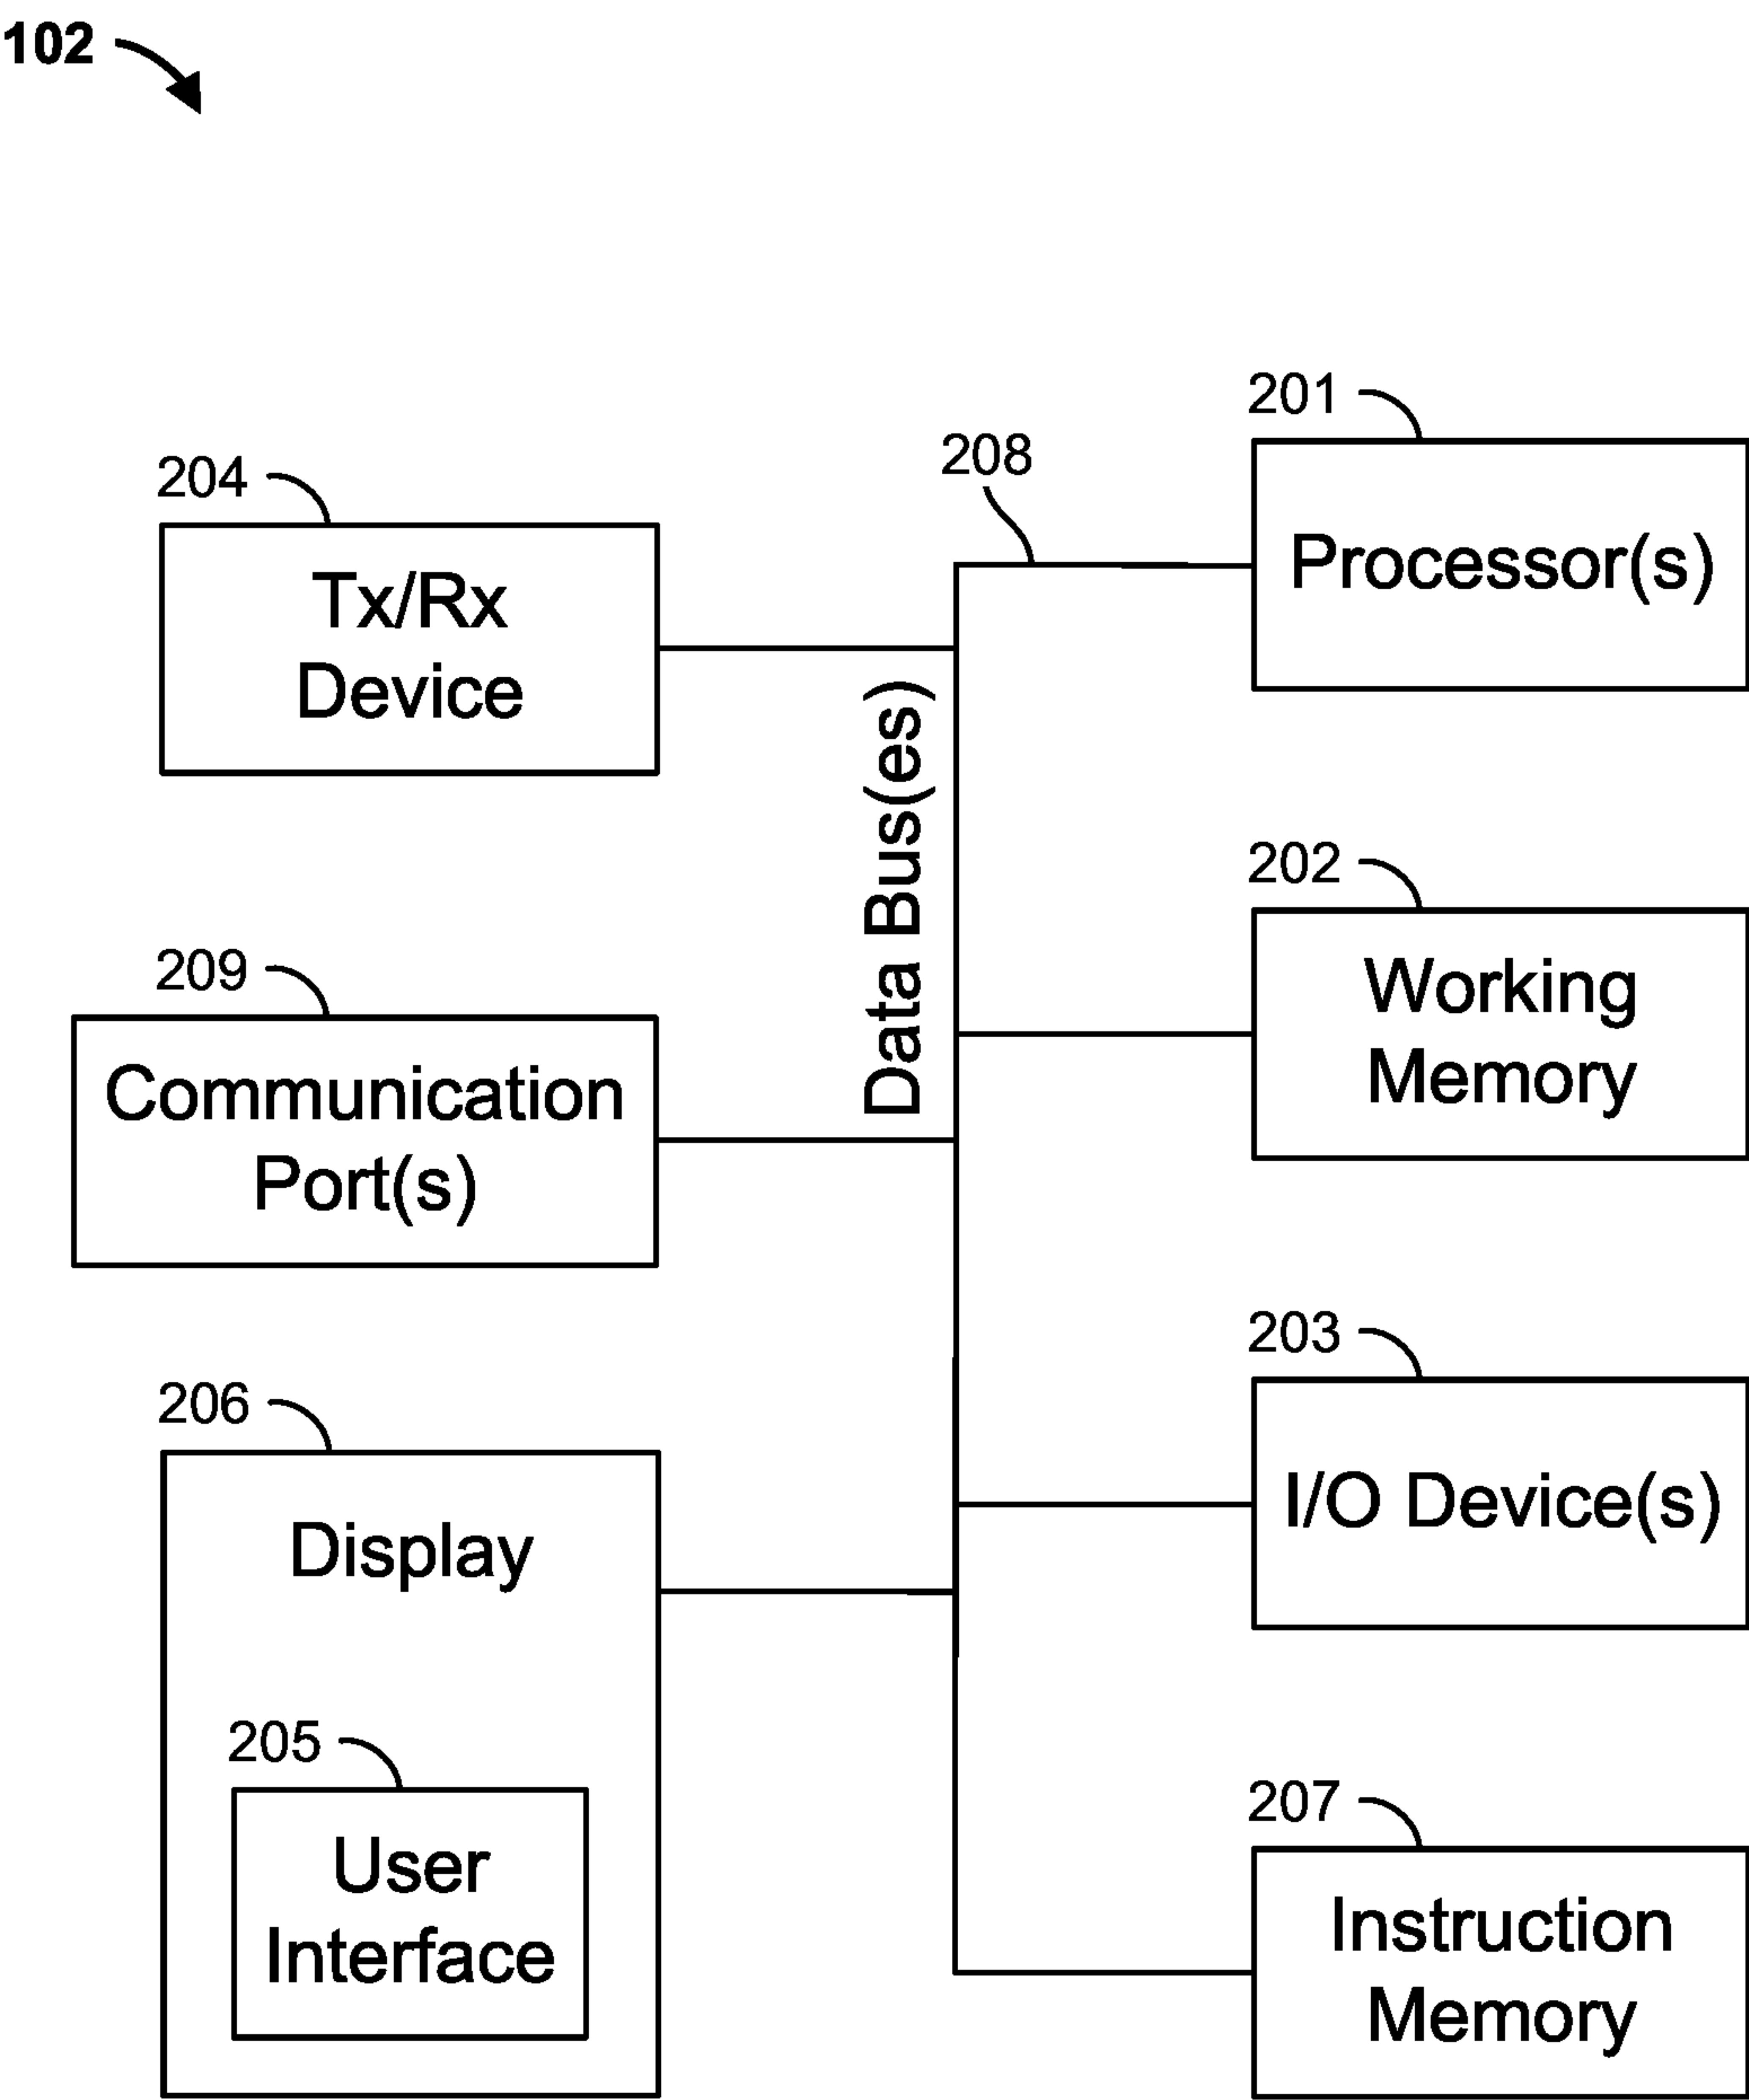 102
201
208
204
Processor(s)
Tx/Rx
Device
Data Bus(es)
202
209
Working
Memory
Communication
Port(s)
203
206
I/O Device(s)
Display
205
207
User
Interface
Instruction
Memory